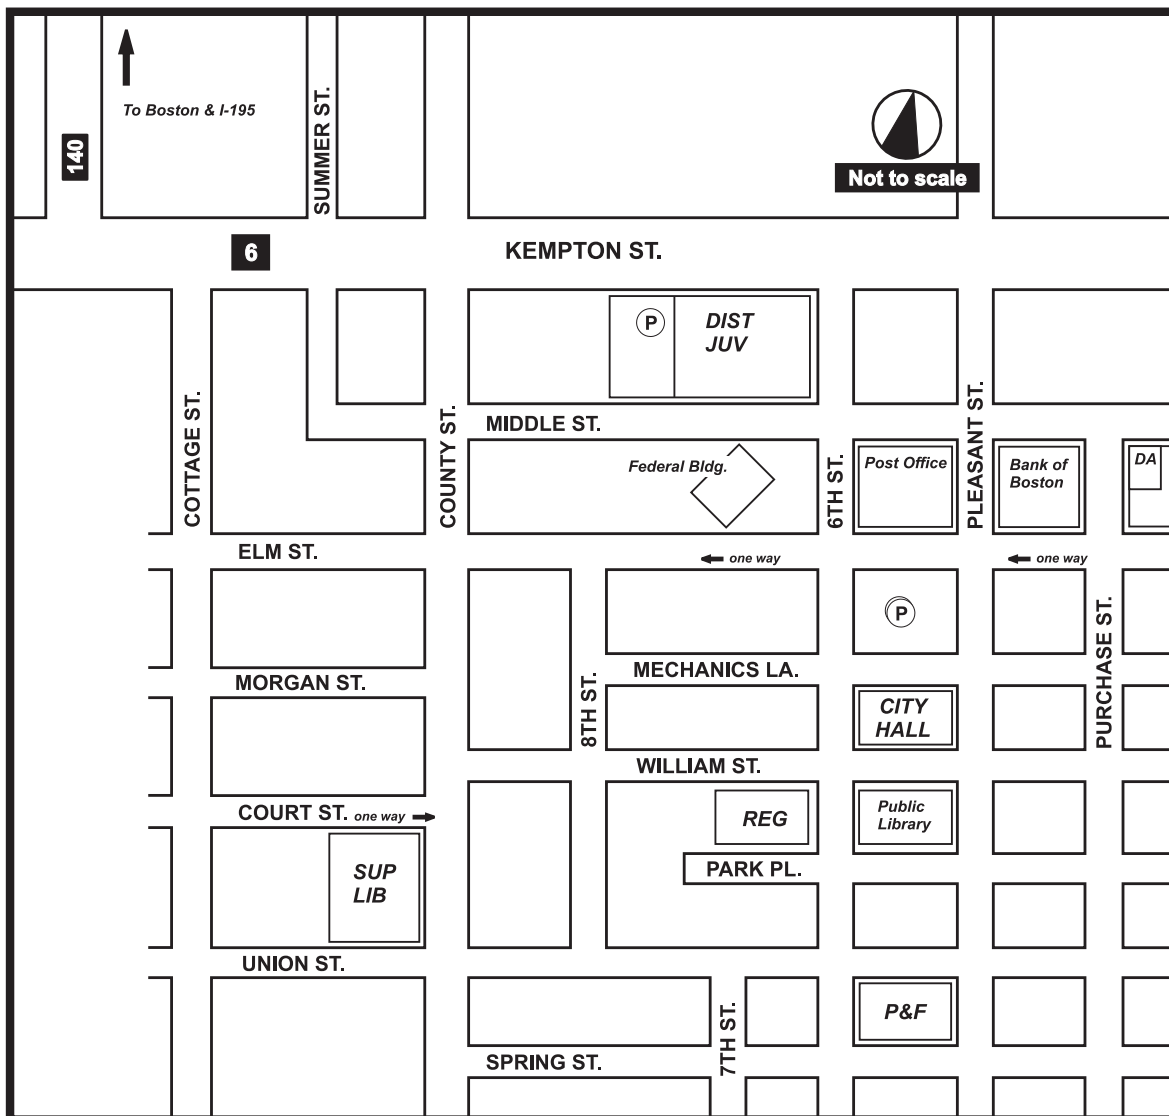 To Boston & I-195
140
SUMMER ST.
Not to scale
6
KEMPTON ST.
P
DIST
JUV
COTTAGE ST.
COUNTY ST.
MIDDLE ST.
PLEASANT ST.
Federal Bldg.
6TH ST.
Post Office
Bank of
Boston
DA
ELM ST.
one way
one way
P
PURCHASE ST.
MORGAN ST.
8TH ST.
MECHANICS LA.
CITY
HALL
WILLIAM ST.
COURT ST. one way
REG
Public
Library
SUP
LIB
PARK PL.
UNION ST.
7TH ST.
P&F
SPRING ST.